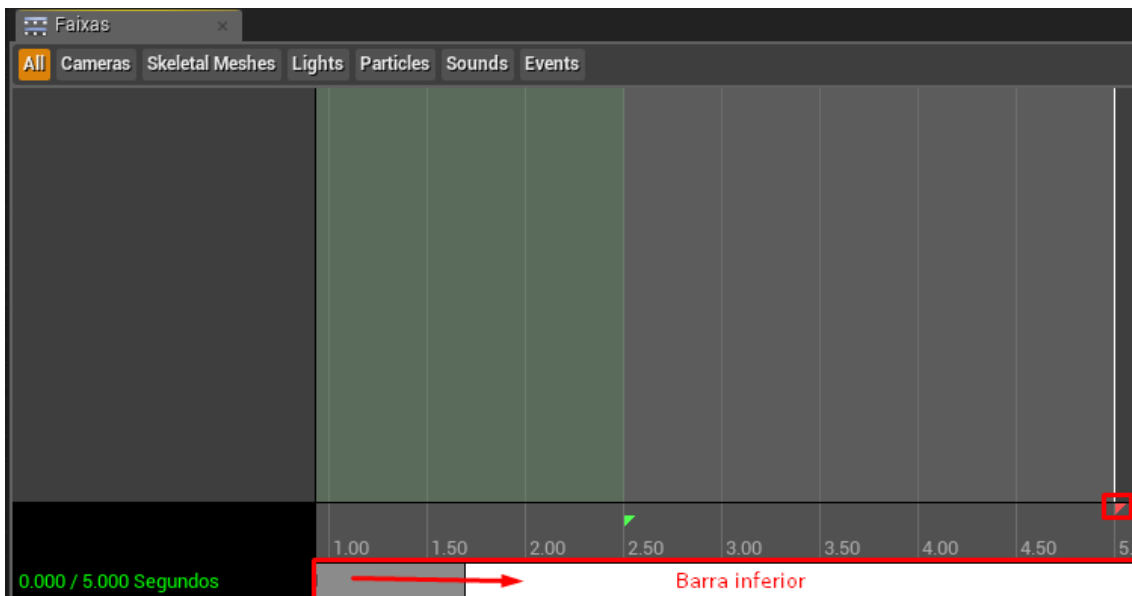 Faixas
All Cameras Skeletal Meshes Lights Particles Sounds Events
1.00 1.50 2.00 2.50 3.00 3.50 4.00 4.50 5.
0.000 / 5.000 Segundos Barra inferior